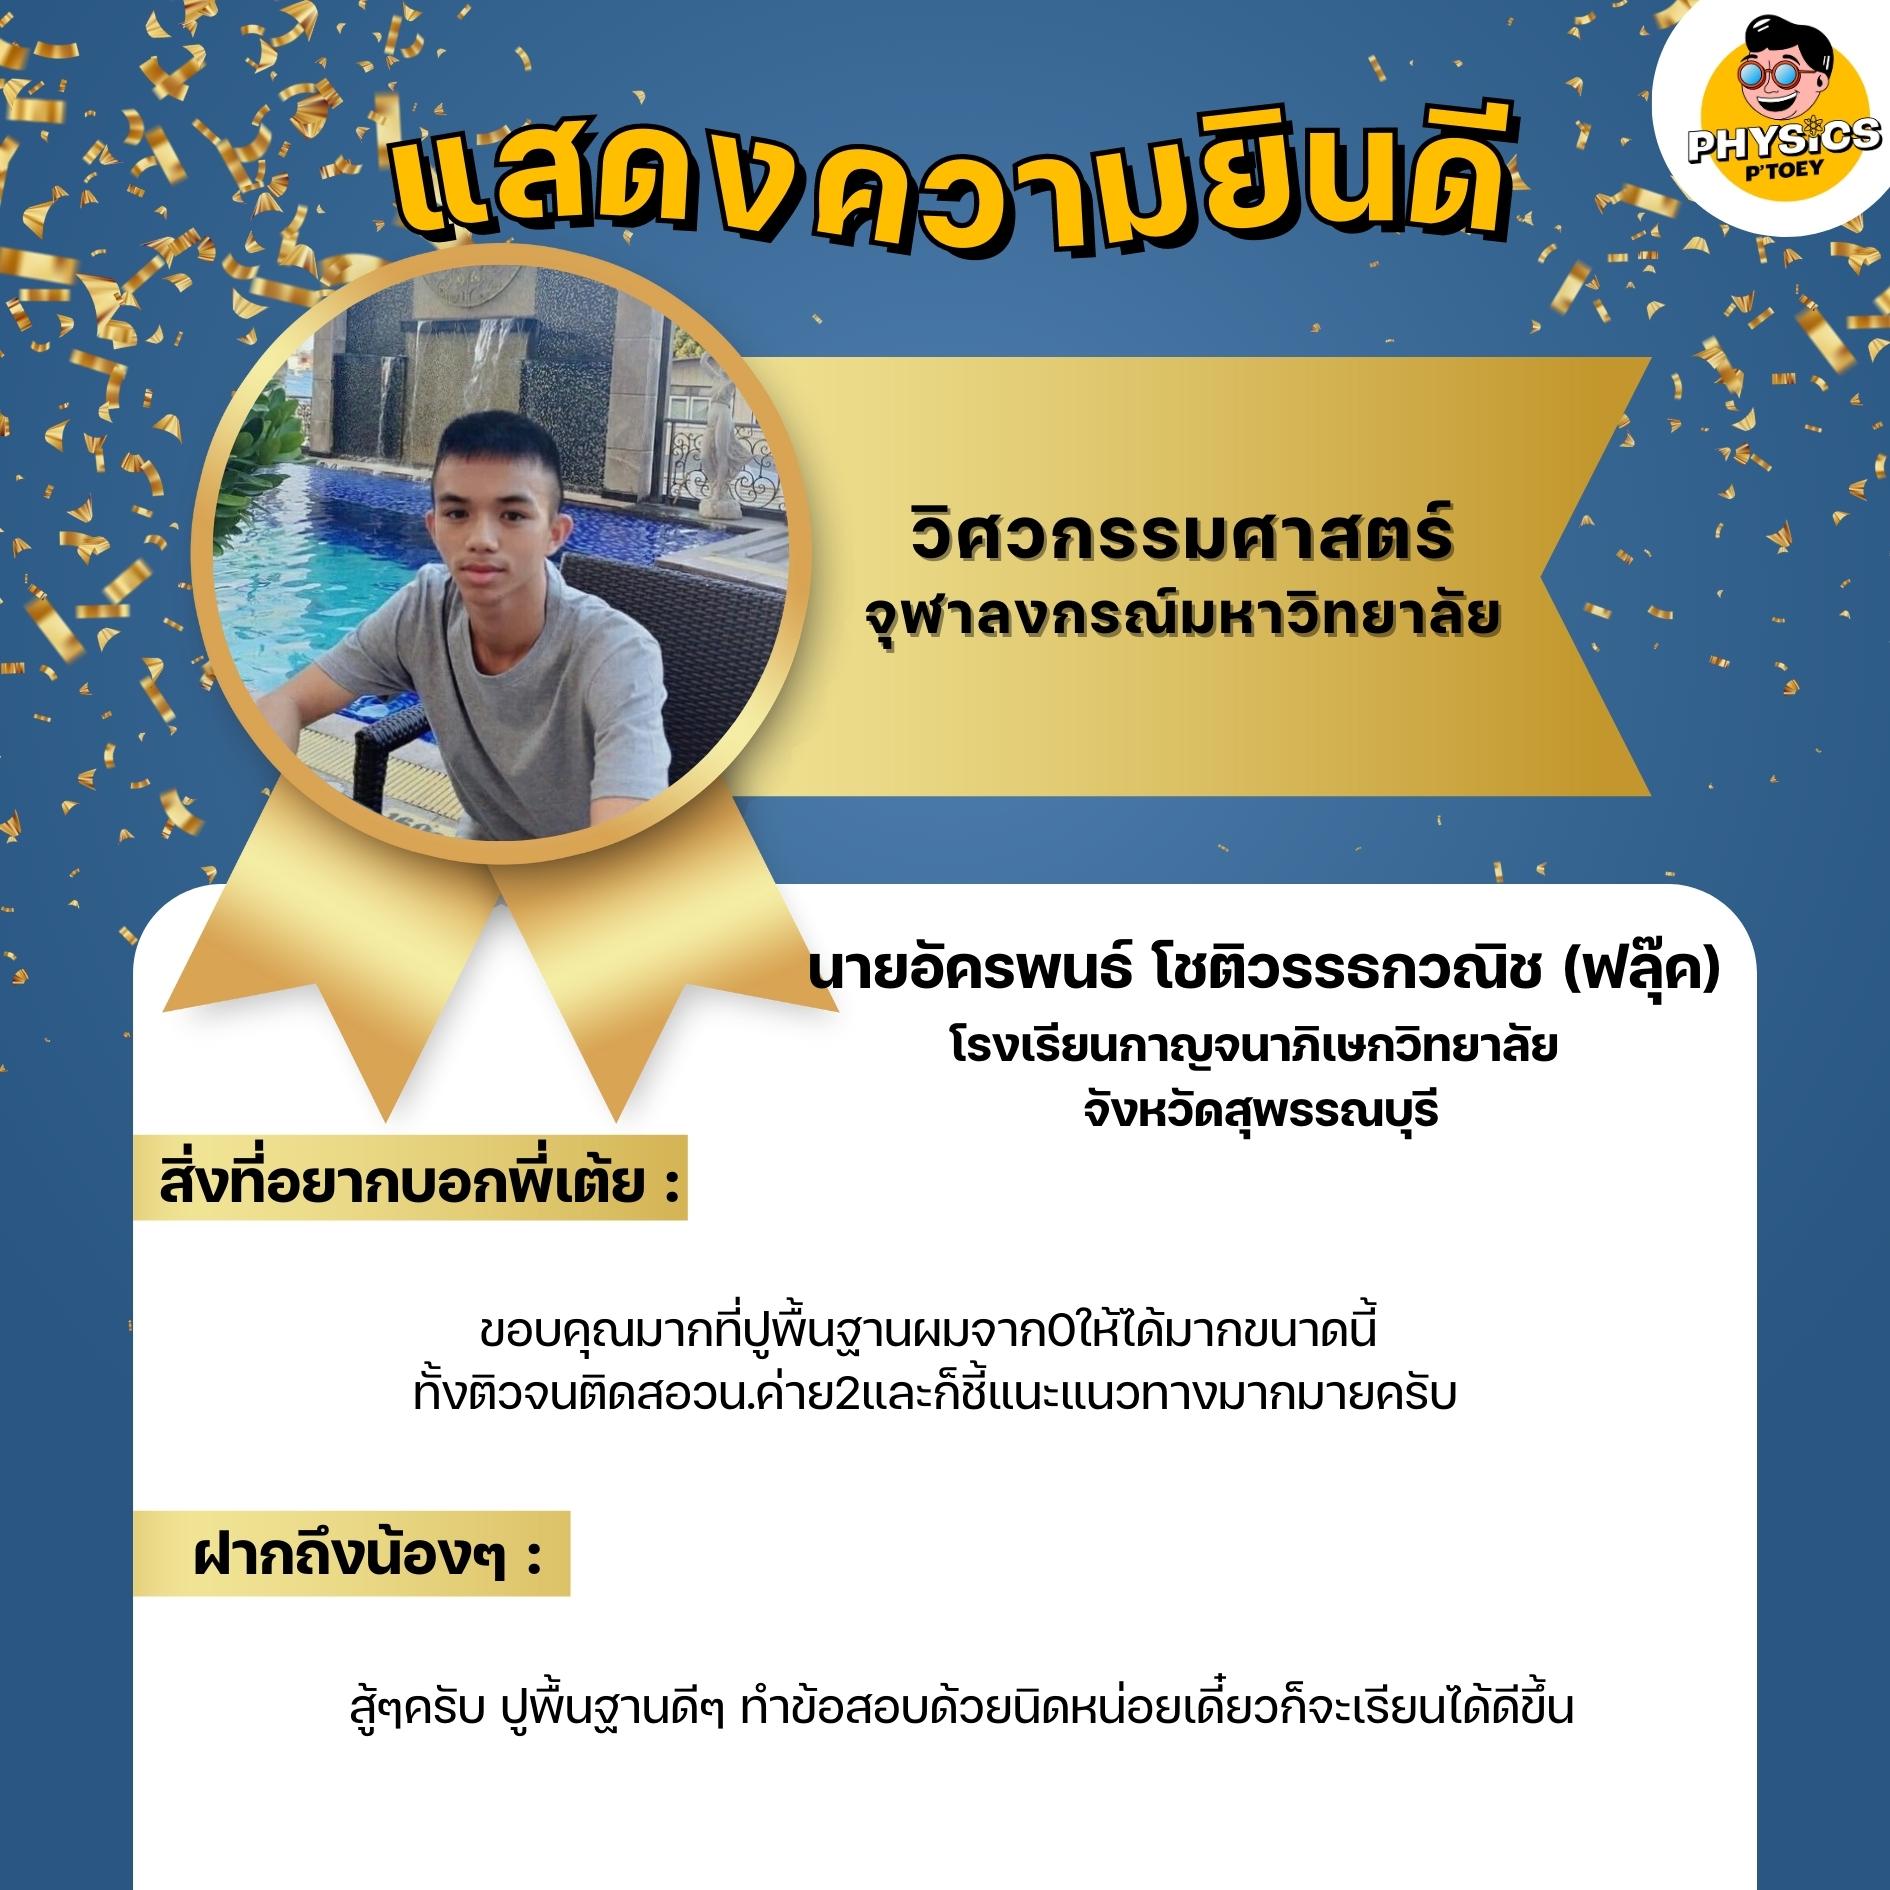 แสดงความยินดี
PHYSICS
P'TOEY
วิศวกรรมศาสตร์
จุฬาลงกรณ์มหาวิทยาลัย
นายอัครพนธ์ โชติวรรธกวณิช (ฟลุ๊ค)
โรงเรียนกาญจนาภิเษกวิทยาลัย
จังหวัดสุพรรณบุรี
สิ่งที่อยากบอกพี่เต้ย :
ขอบคุณมากที่ปูพื้นฐานผมจาก0ให้ได้มากขนาดนี้
ทั้งติวจนติดสอวน.ค่าย2และก็ชี้แนะแนวทางมากมายครับ
ฝากถึงน้องๆ :
สู้ๆครับ ปูพื้นฐานดีๆ ทำข้อสอบด้วยนิดหน่อยเดี๋ยวก็จะเรียนได้ดีขึ้น